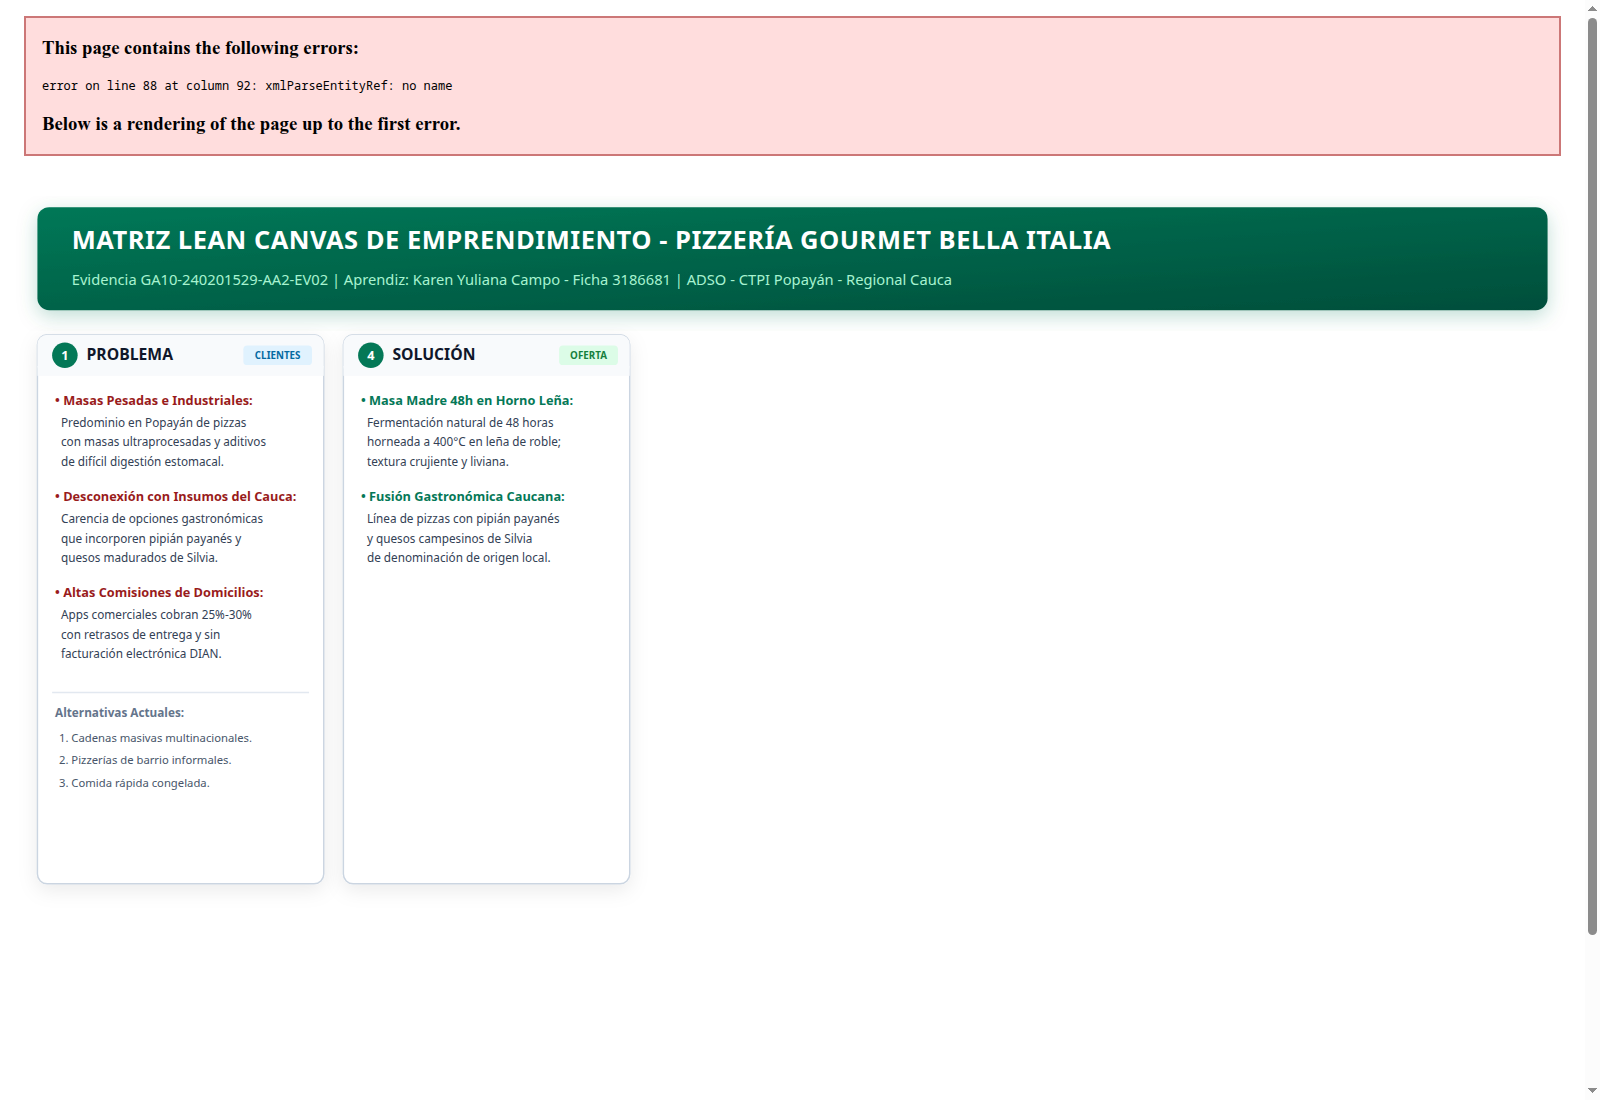 This page contains the following errors:
error on line 88 at column 92: xmlParseEntityRef: no name
Below is a rendering of the page up to the first error.
MATRIZ LEAN CANVAS DE EMPRENDIMIENTO - PIZZERÍA GOURMET BELLA ITALIA
Evidencia GA10-240201529-AA2-EV02 | Aprendiz: Karen Yuliana Campo - Ficha 3186681 | ADSO - CTPI Popayán - Regional Cauca
1 PROBLEMA CLIENTES
• Masas Pesadas e Industriales:
Predominio en Popayán de pizzas
con masas ultraprocesadas y aditivos
de difícil digestión estomacal.
• Desconexión con Insumos del Cauca:
Carencia de opciones gastronómicas
que incorporen pipián payanés y
quesos madurados de Silvia.
• Altas Comisiones de Domicilios:
Apps comerciales cobran 25%-30%
con retrasos de entrega y sin
facturación electrónica DIAN.
Alternativas Actuales:
1. Cadenas masivas multinacionales.
2. Pizzerías de barrio informales.
3. Comida rápida congelada.
4 SOLUCIÓN OFERTA
• Masa Madre 48h en Horno Leña:
Fermentación natural de 48 horas
horneada a 400°C en leña de roble;
textura crujiente y liviana.
• Fusión Gastronómica Caucana:
Línea de pizzas con pipián payanés
y quesos campesinos de Silvia
de denominación de origen local.